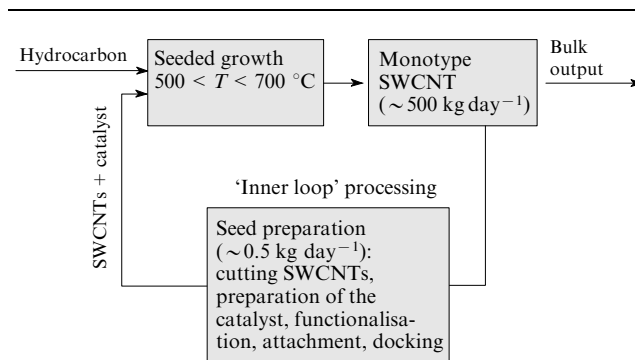 Hydrocarbon
Seeded growth
500 < T < 700 °C
Monotype
SWCNT
(~500 kg day⁻¹)
Bulk
output
SWCNTs + catalyst
‘Inner loop’ processing
Seed preparation
(~0.5 kg day⁻¹):
cutting SWCNTs,
preparation of the
catalyst, functionalisa-
tion, attachment, docking